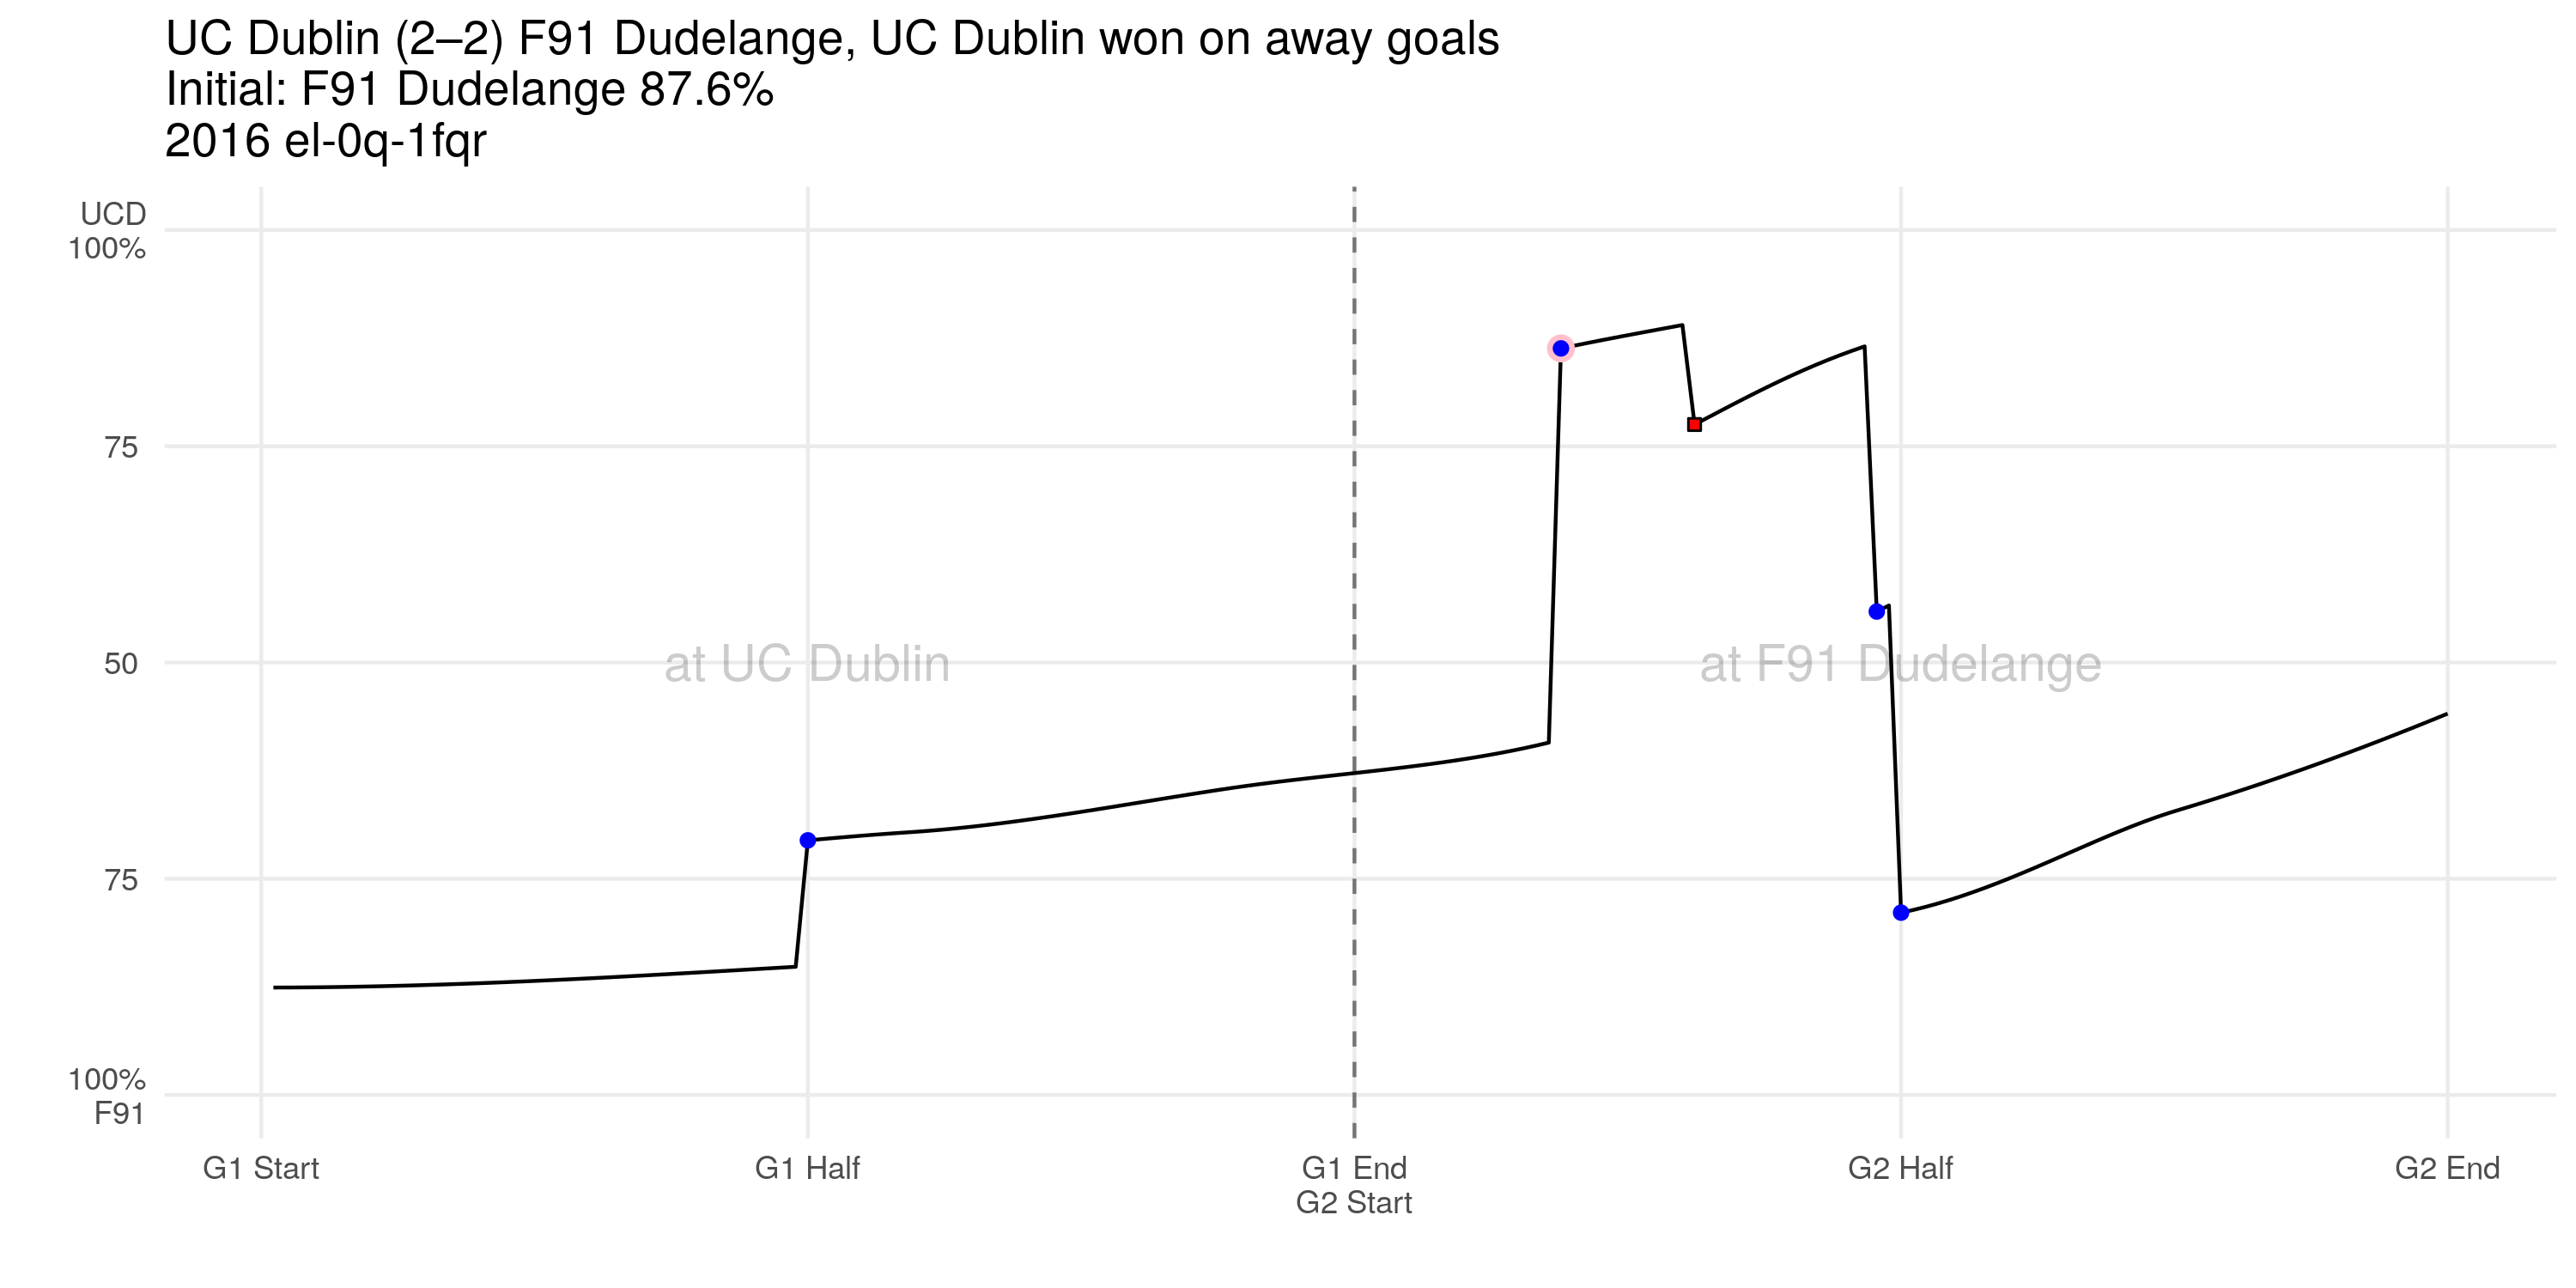 UC Dublin (2–2) F91 Dudelange, UC Dublin won on away goals
Initial: F91 Dudelange 87.6%
2016 el-0q-1fqr
UCD
100%
75
50
75
100%
F91
at UC Dublin
at F91 Dudelange
G1 Start
G1 Half
G1 End
G2 Start
G2 Half
G2 End